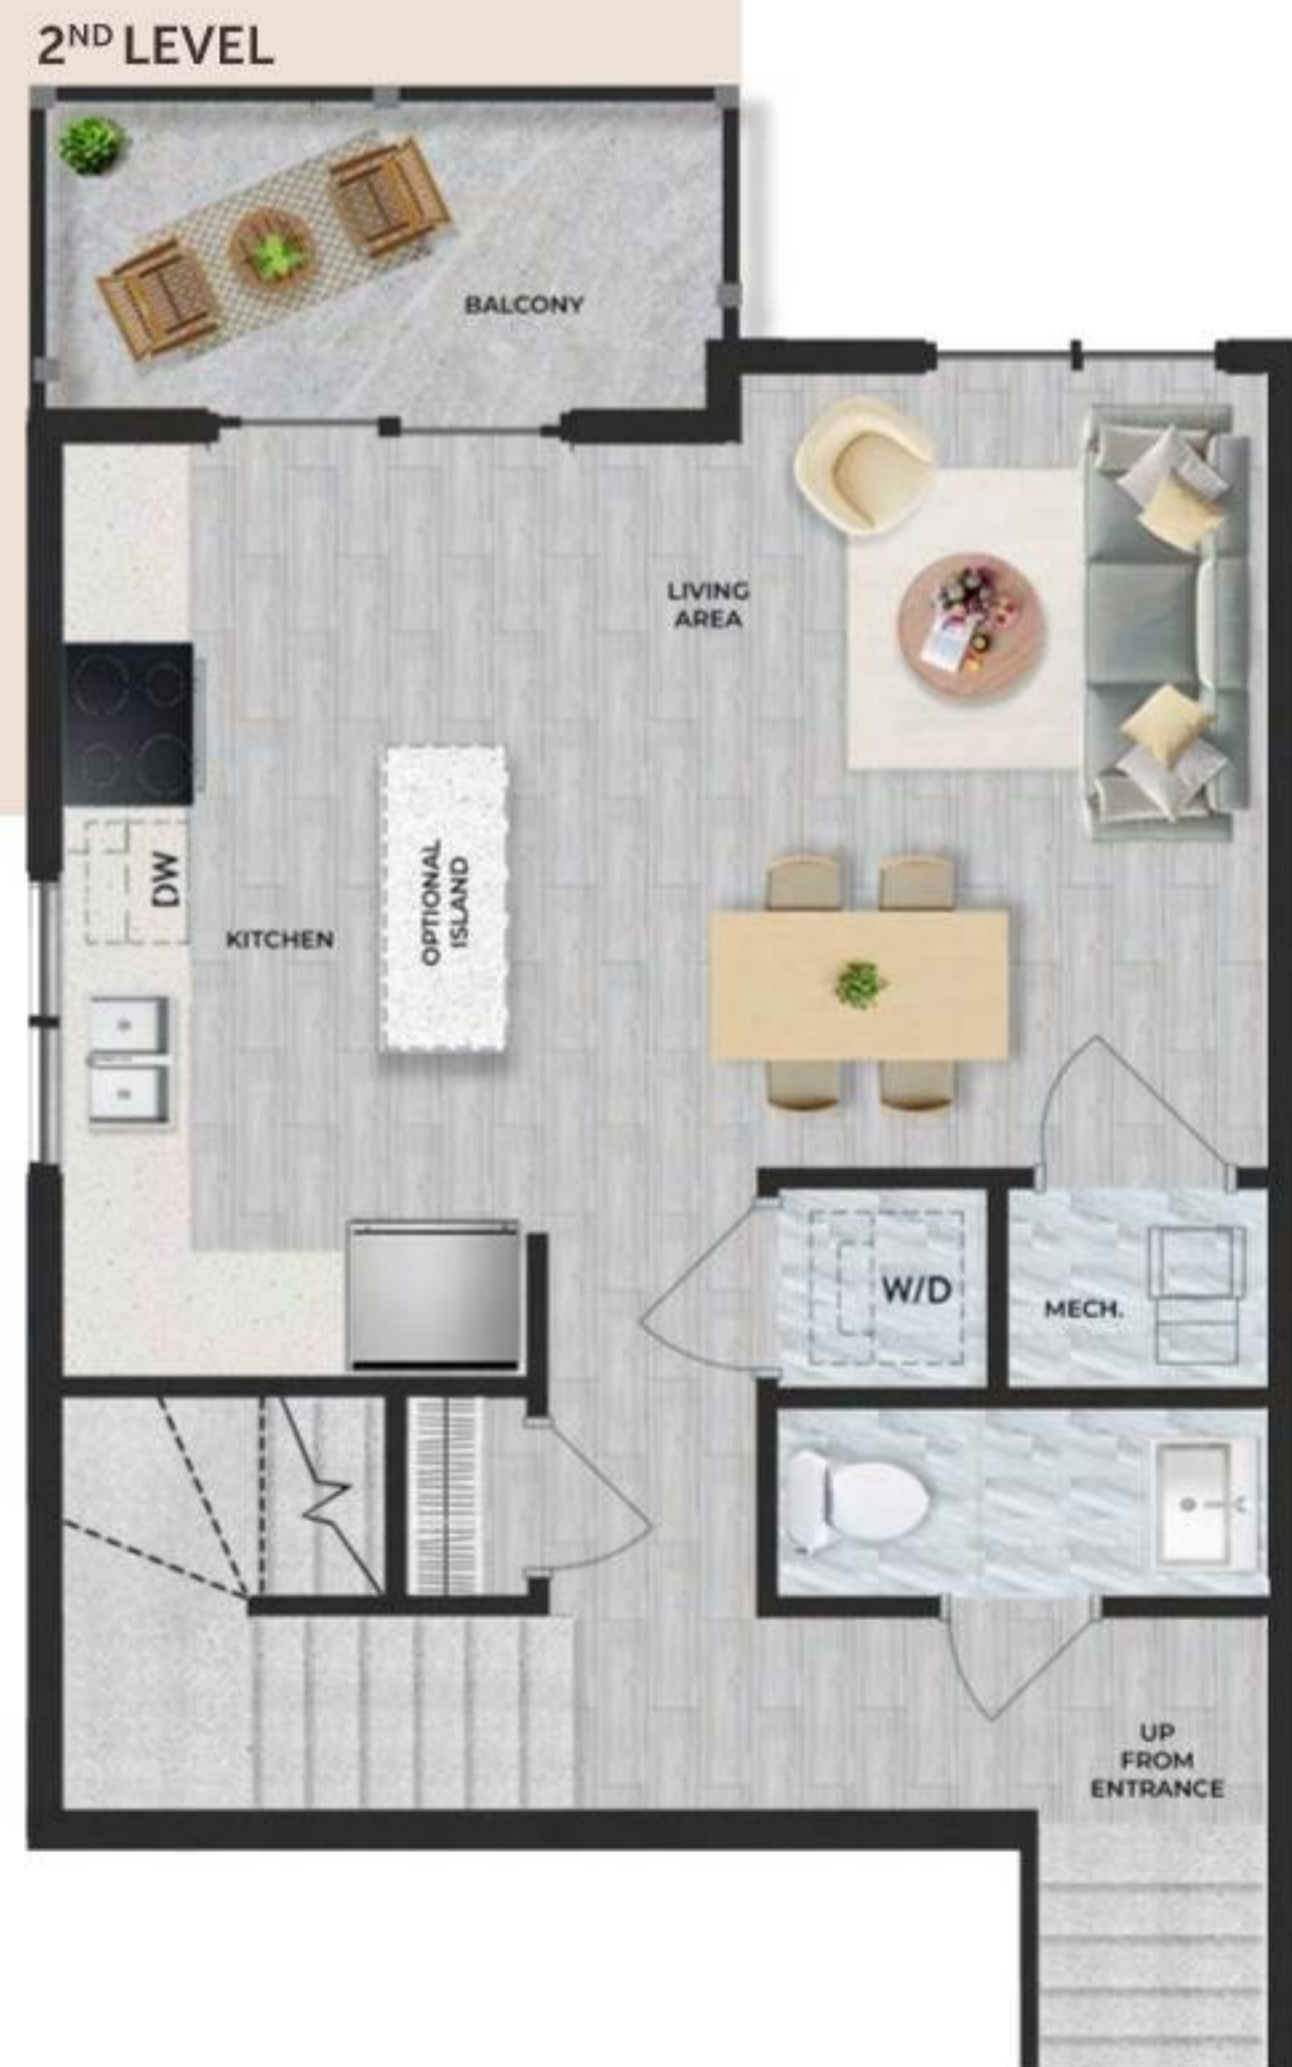 2ND LEVEL
BALCONY
LIVING
AREA
OPTIONAL
ISLAND
DW
KITCHEN
W/D
MECH.
UP
FROM
ENTRANCE